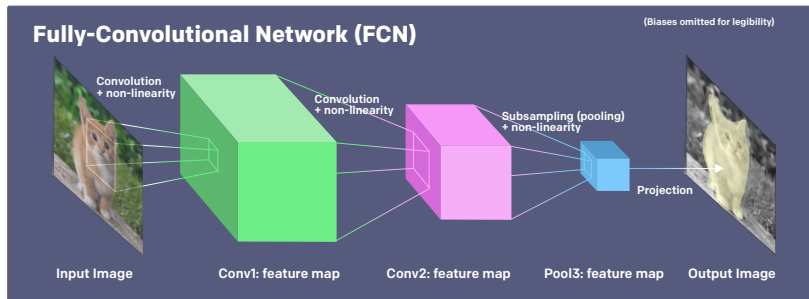 Fully-Convolutional Network (FCN)
(Biases omitted for legibility)
Convolution
+ non-linearity
Convolution
+ non-linearity
Subsampling (pooling)
+ non-linearity
Projection
Input Image
Conv1: feature map
Conv2: feature map
Pool3: feature map
Output Image